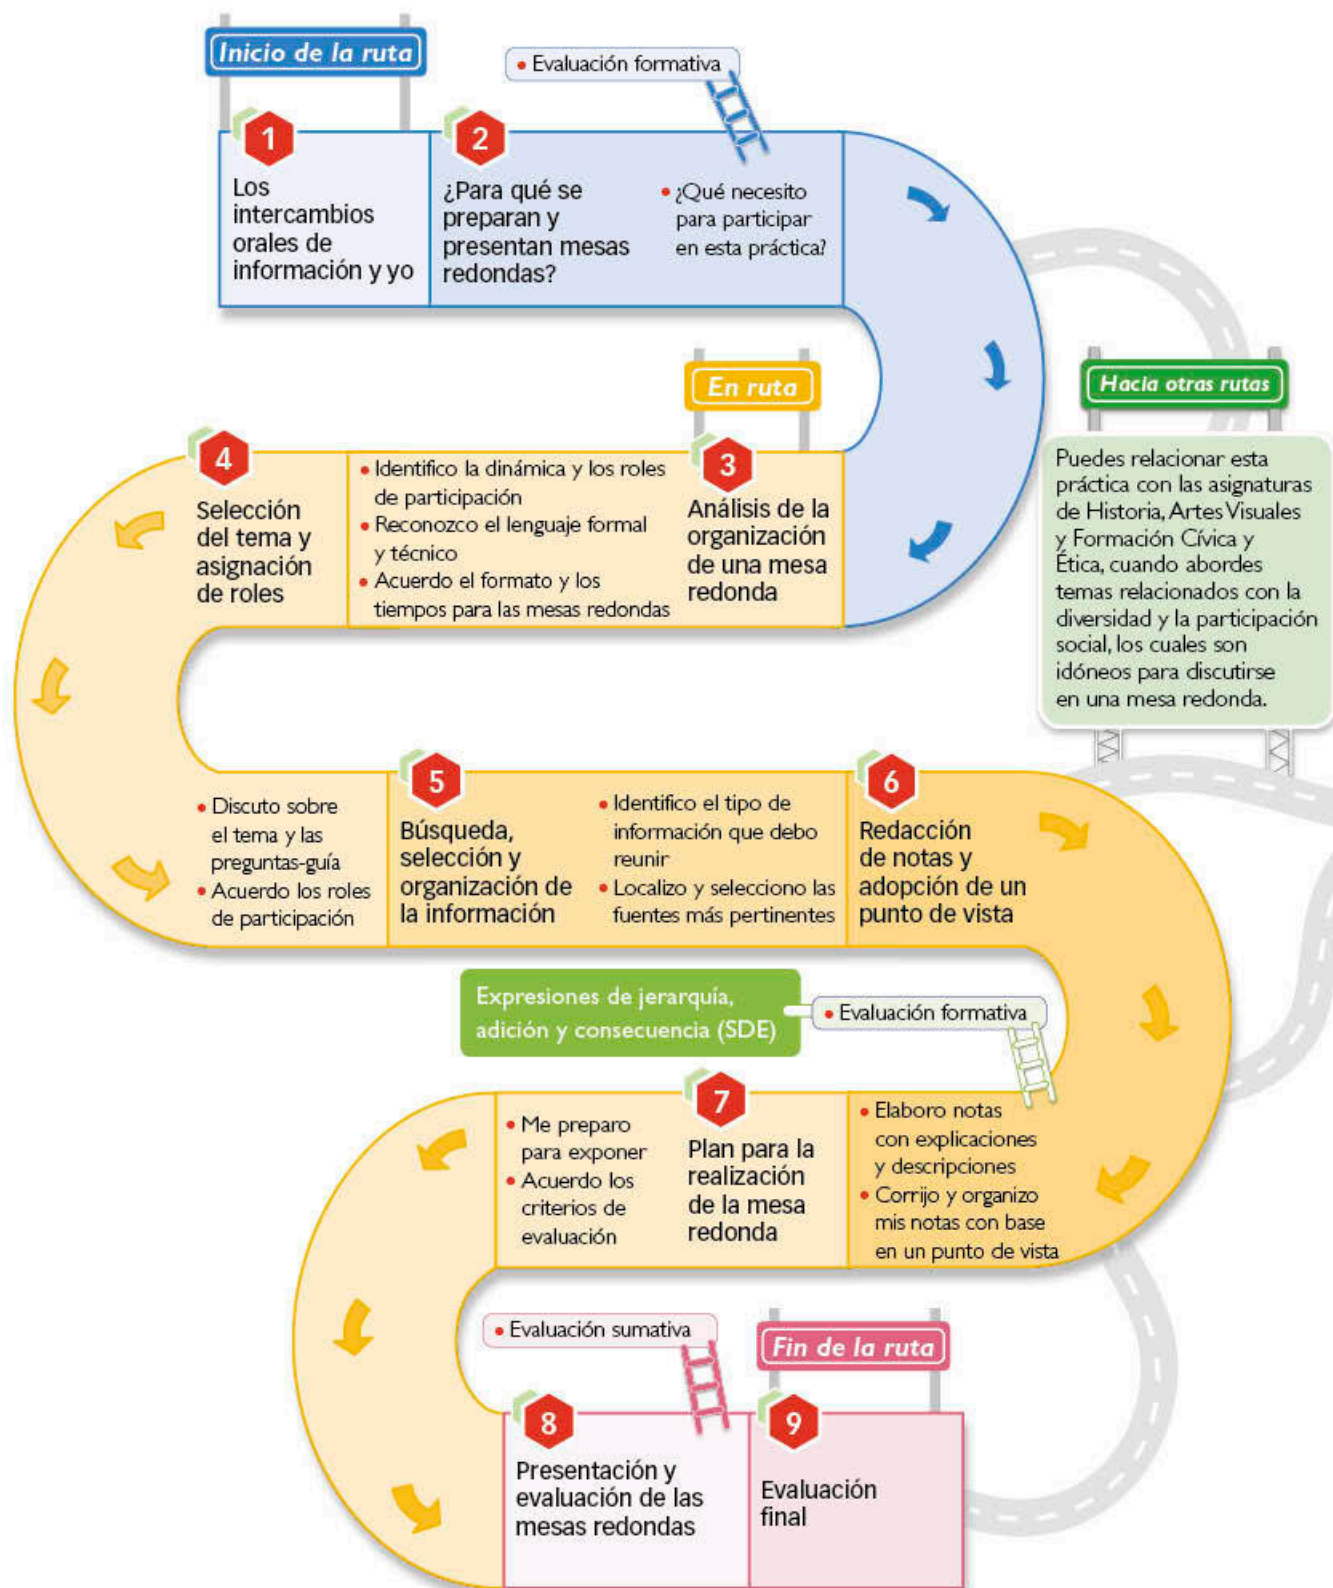 Inicio de la ruta
• Evaluación formativa
1
Los
intercambios
orales de
información y yo
2
¿Para qué se
preparan y
presentan mesas
redondas?
• ¿Qué necesito
para participar
en esta práctica?
En ruta
3
Análisis de la
organización
de una mesa
redonda
• Identifico la dinámica y los roles
de participación
• Reconozco el lenguaje formal
y técnico
• Acuerdo el formato y los
tiempos para las mesas redondas
4
Selección
del tema y
asignación
de roles
Hacia otras rutas
Puedes relacionar esta
práctica con las asignaturas
de Historia, Artes Visuales
y Formación Cívica y
Ética, cuando abordes
temas relacionados con la
diversidad y la participación
social, los cuales son
idóneos para discutirse
en una mesa redonda.
• Discuto sobre
el tema y las
preguntas-guía
• Acuerdo los roles
de participación
5
Búsqueda,
selección y
organización de
la información
• Identifico el tipo de
información que debo
reunir
• Localizo y selecciono las
fuentes más pertinentes
6
Redacción
de notas y
adopción de un
punto de vista
Expresiones de jerarquía,
adición y consecuencia (SDE)
• Evaluación formativa
• Elaboro notas
con explicaciones
y descripciones
• Corrijo y organizo
mis notas con base
en un punto de vista
7
Plan para la
realización
de la mesa
redonda
• Me preparo
para exponer
• Acuerdo los
criterios de
evaluación
• Evaluación sumativa
Fin de la ruta
8
Presentación y
evaluación de las
mesas redondas
9
Evaluación
final